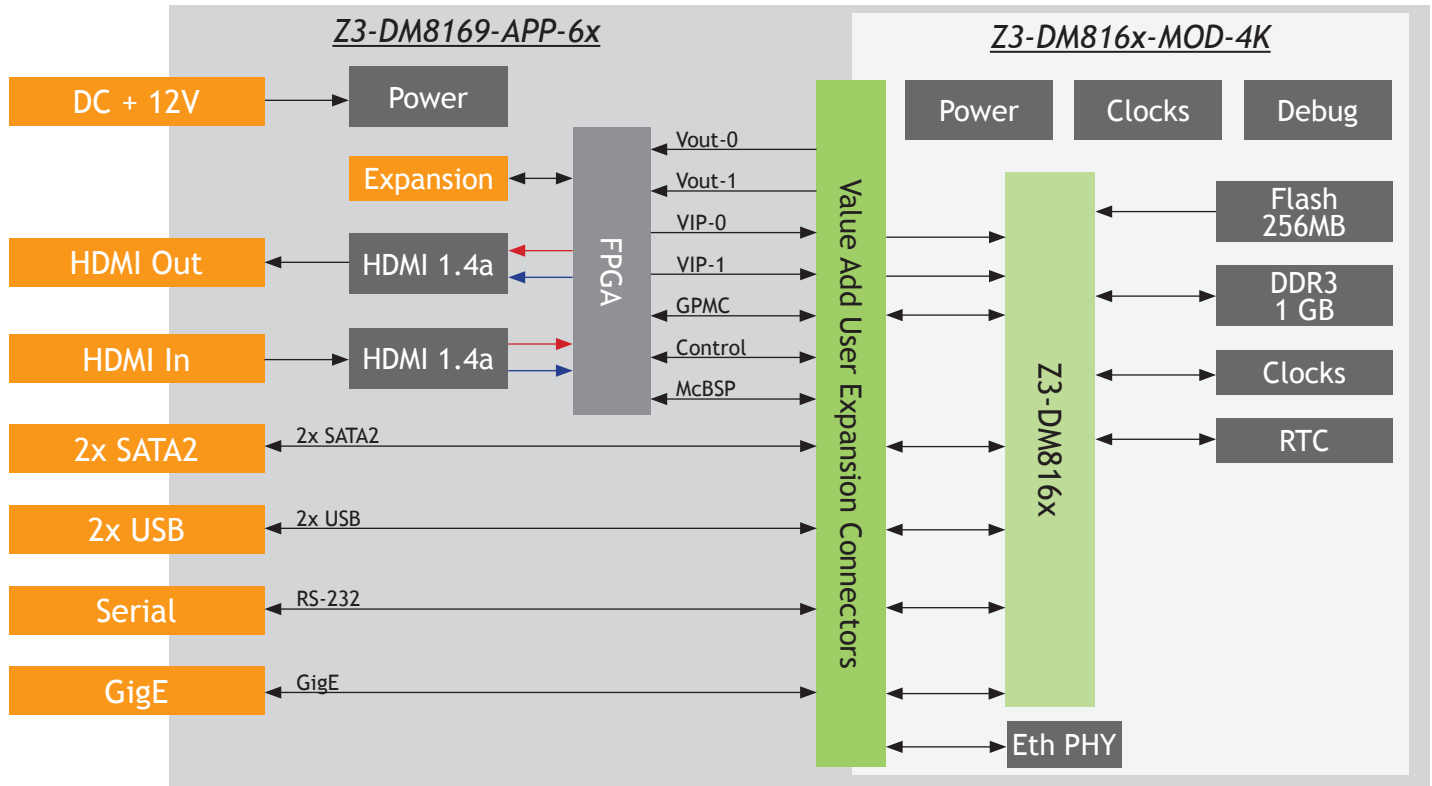 Z3-DM8169-APP-6x
Z3-DM816x-MOD-4K
DC + 12V
Power
Power
Clocks
Debug
Expansion
Vout-0
Vout-1
VIP-0
VIP-1
GPMC
Control
McBSP
FPGA
HDMI Out
HDMI 1.4a
HDMI In
HDMI 1.4a
2x SATA2
2x SATA2
2x USB
2x USB
Serial
RS-232
GigE
GigE
Value Add User Expansion Connectors
Z3-DM816x
Flash
256MB
DDR3
1 GB
Clocks
RTC
Eth PHY